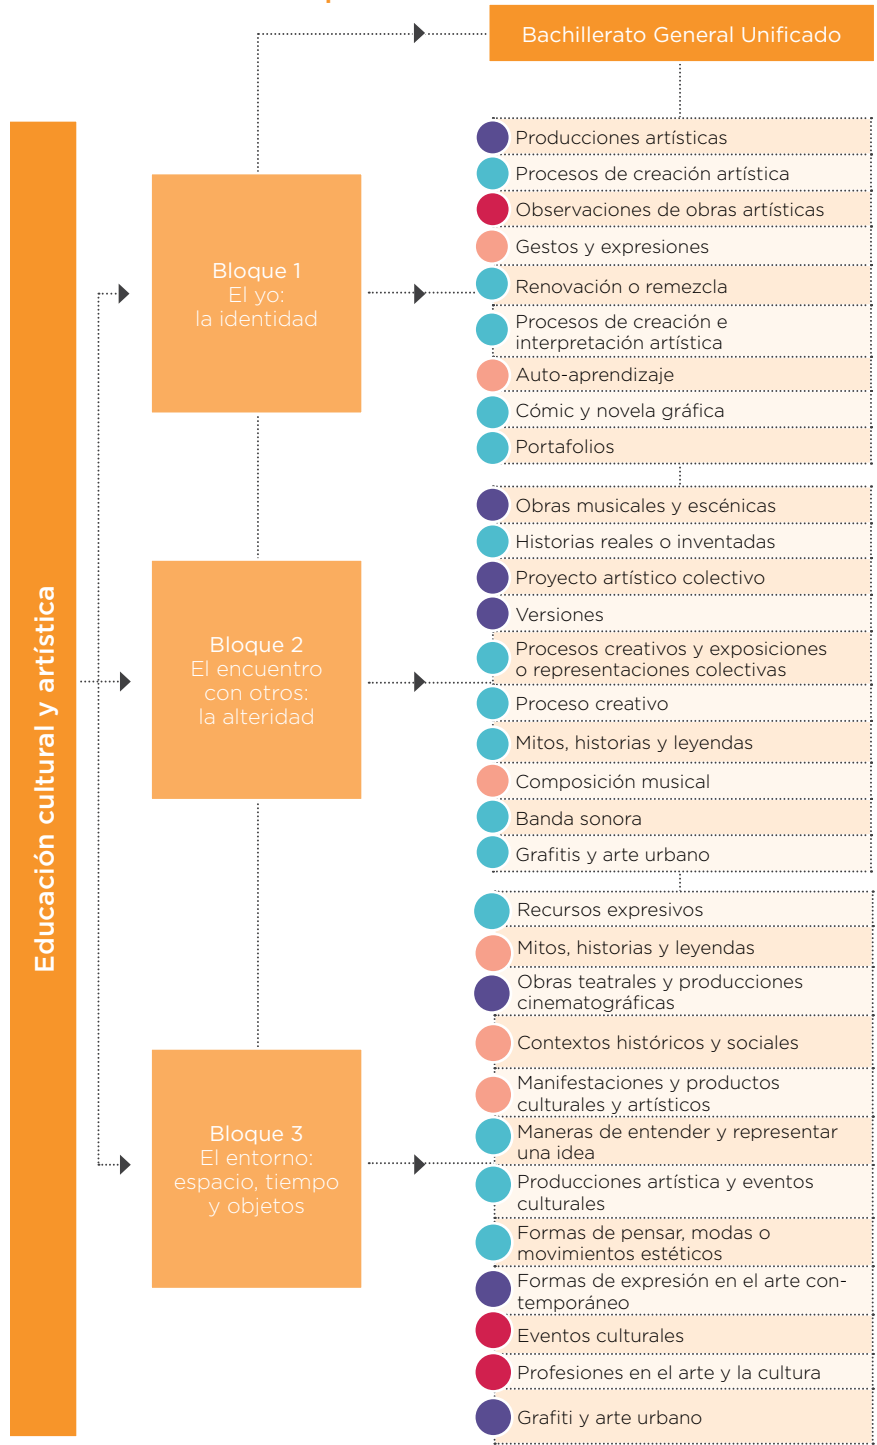 Bachillerato General Unificado
Educación cultural y artística
Bloque 1
El yo:
la identidad
Producciones artísticas
Procesos de creación artística
Observaciones de obras artísticas
Gestos y expresiones
Renovación o remezcla
Procesos de creación e
interpretación artística
Auto-aprendizaje
Cómic y novela gráfica
Portafolios
Bloque 2
El encuentro
con otros:
la alteridad
Obras musicales y escénicas
Historias reales o inventadas
Proyecto artístico colectivo
Versiones
Procesos creativos y exposiciones
o representaciones colectivas
Proceso creativo
Mitos, historias y leyendas
Composición musical
Banda sonora
Grafitis y arte urbano
Bloque 3
El entorno:
espacio, tiempo
y objetos
Recursos expresivos
Mitos, historias y leyendas
Obras teatrales y producciones
cinematográficas
Contextos históricos y sociales
Manifestaciones y productos
culturales y artísticos
Maneras de entender y representar
una idea
Producciones artística y eventos
culturales
Formas de pensar, modas o
movimientos estéticos
Formas de expresión en el arte con-
temporáneo
Eventos culturales
Profesiones en el arte y la cultura
Grafiti y arte urbano